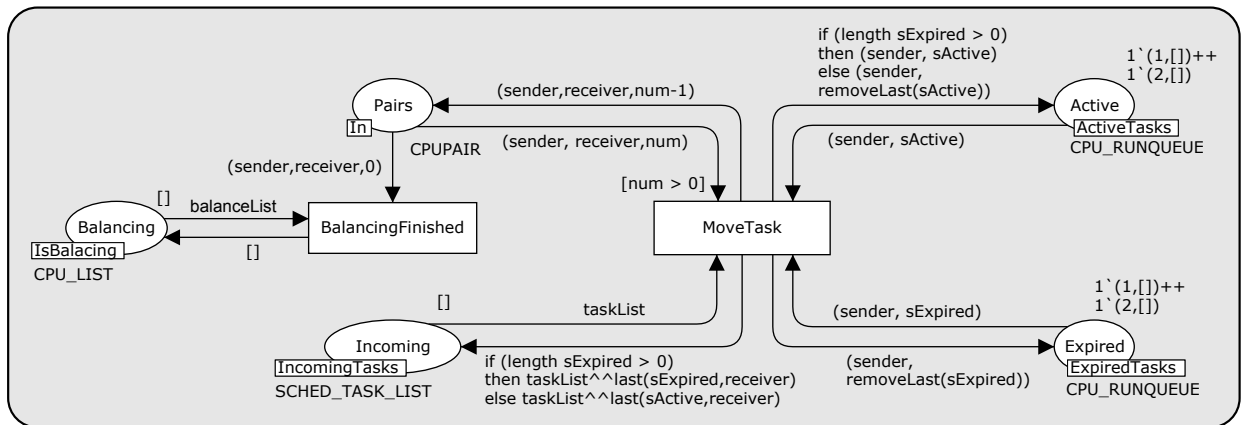 if (length sExpired > 0)
then (sender, sActive)
else (sender,
removeLast(sActive))
1`(1,[])++
1`(2,[])
Pairs
In
CPUPAIR
(sender,receiver,num-1)
(sender, receiver,num)
Active
ActiveTasks
CPU_RUNQUEUE
(sender, sActive)
(sender,receiver,0)
[num > 0]
[]
balanceList
Balancing
IsBalacing
CPU_LIST
[]
BalancingFinished
MoveTask
[]
taskList
Incoming
IncomingTasks
SCHED_TASK_LIST
if (length sExpired > 0)
then taskList^^last(sExpired,receiver)
else taskList^^last(sActive,receiver)
(sender, sExpired)
1`(1,[])++
1`(2,[])
Expired
ExpiredTasks
CPU_RUNQUEUE
(sender,
removeLast(sExpired))